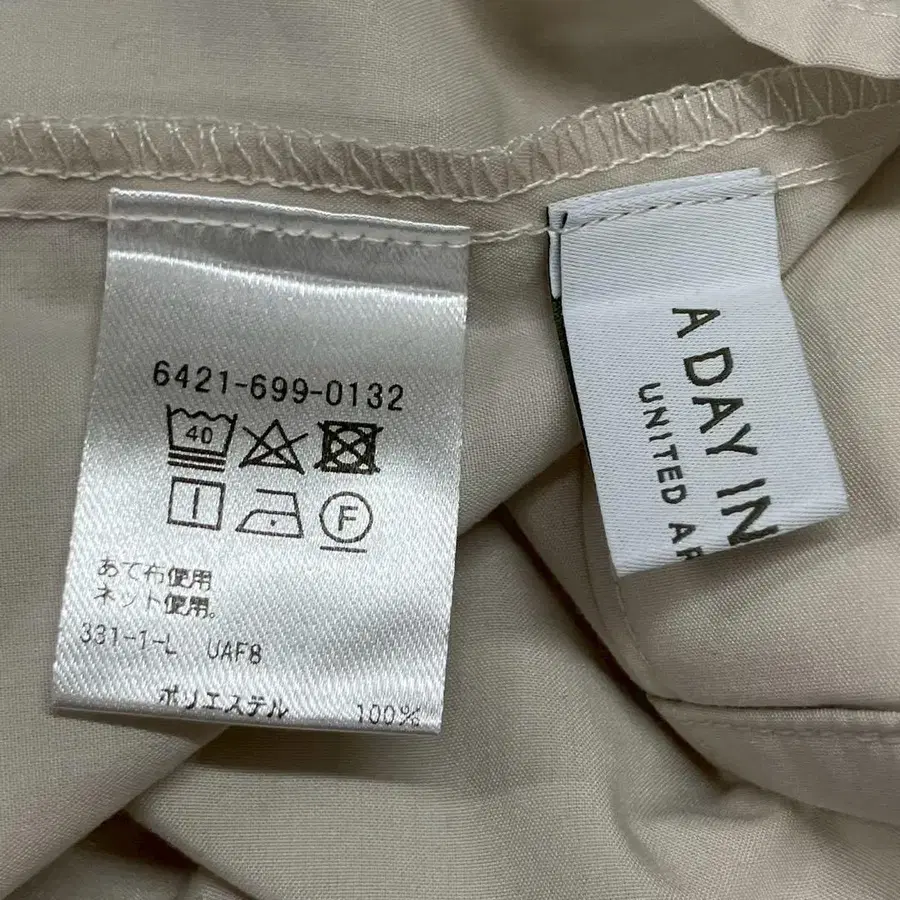 6421-699-0132
40
F
あて布使用
ネット使用。
331-1-L UAF8
ポリエステル 100%
A DAY IN
UNITED AR